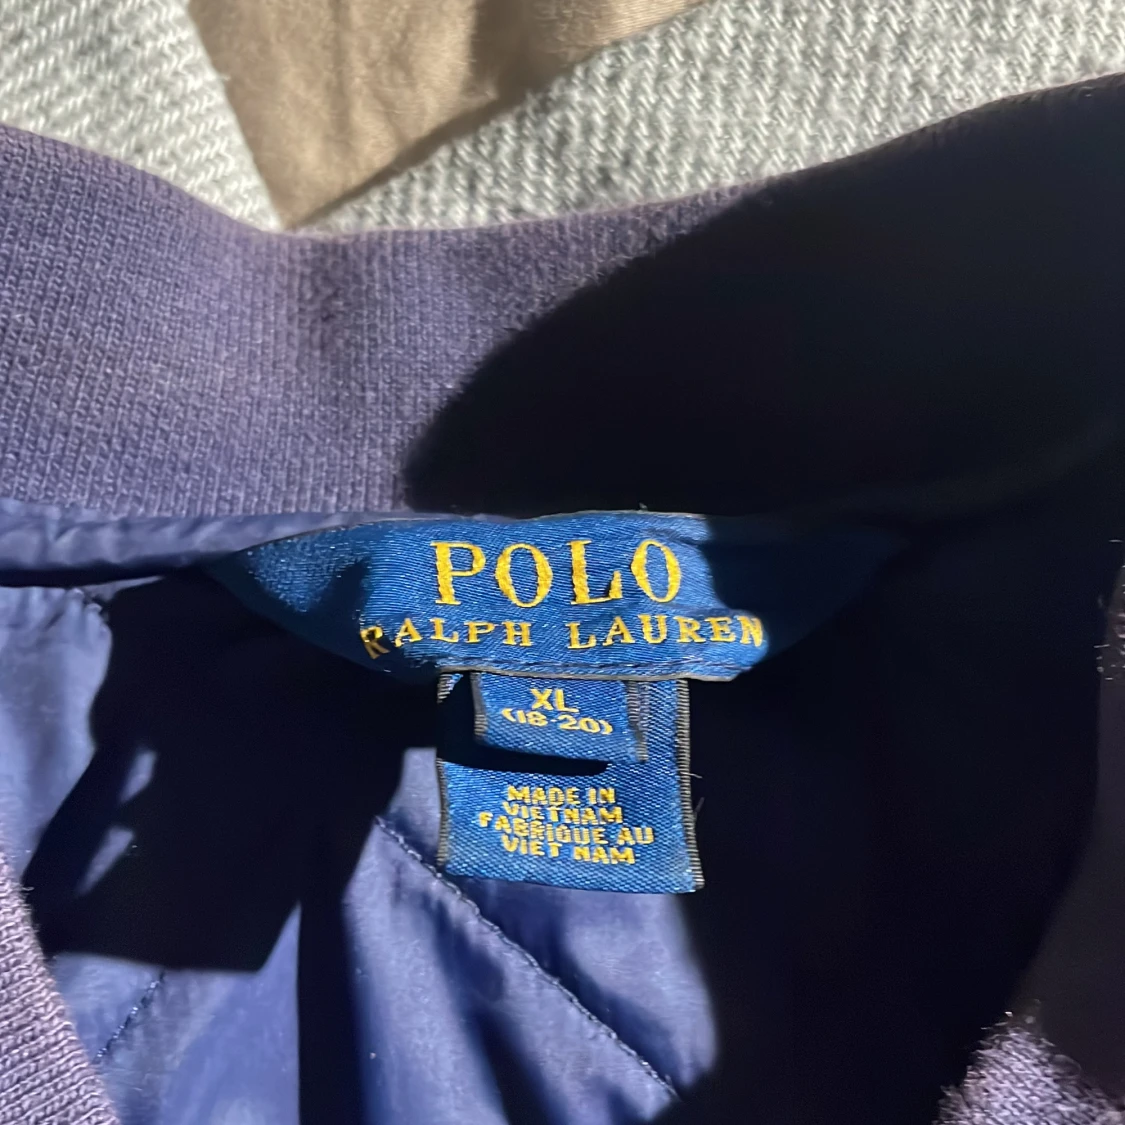 POLO
RALPH LAUREN
XL
(18-20)
MADE IN
VIETNAM
FABRIQUE AU
VIET NAM